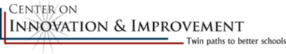 CENTER ON
INNOVATION & IMPROVEMENT
Twin paths to better schools